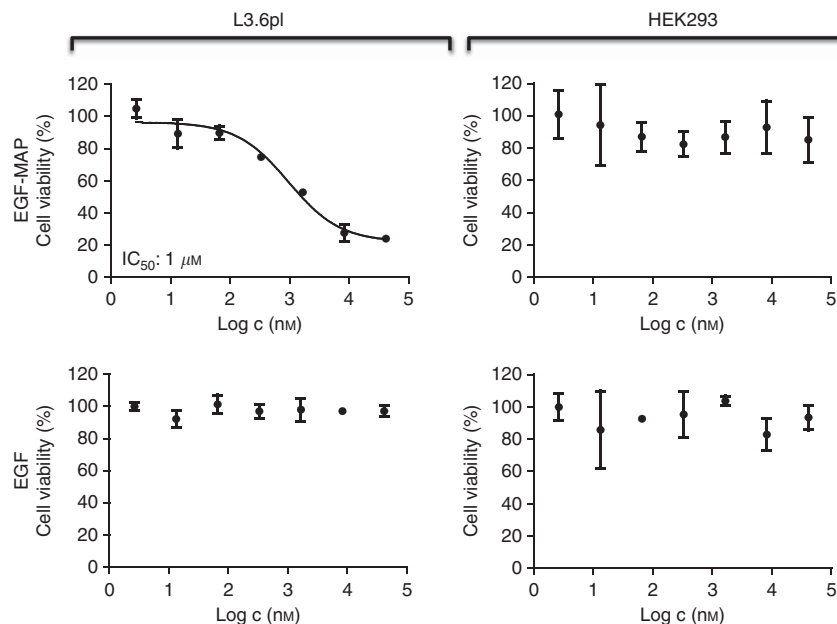 L3.6pl
HEK293
EGF-MAP
Cell viability (%)
120
100
80
60
40
20
0
IC50: 1 μM
0 1 2 3 4 5
Log c (nM)
Cell viability (%)
120
100
80
60
40
20
0
0 1 2 3 4 5
Log c (nM)
EGF
Cell viability (%)
120
100
80
60
40
20
0
0 1 2 3 4 5
Log c (nM)
Cell viability (%)
120
100
80
60
40
20
0
0 1 2 3 4 5
Log c (nM)